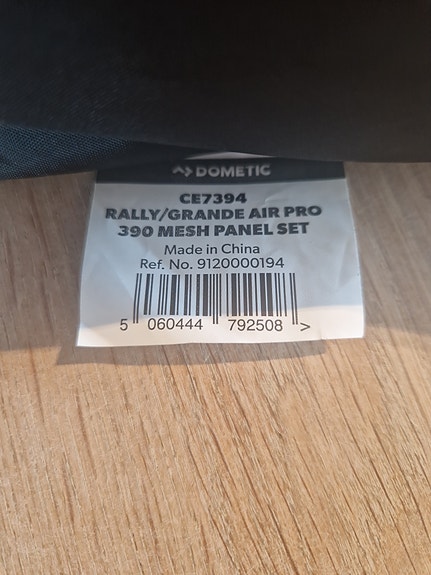 DOMETIC
CE7394
RALLY/GRANDE AIR PRO
390 MESH PANEL SET
Made in China
Ref. No. 9120000194
5 060444 792508 >